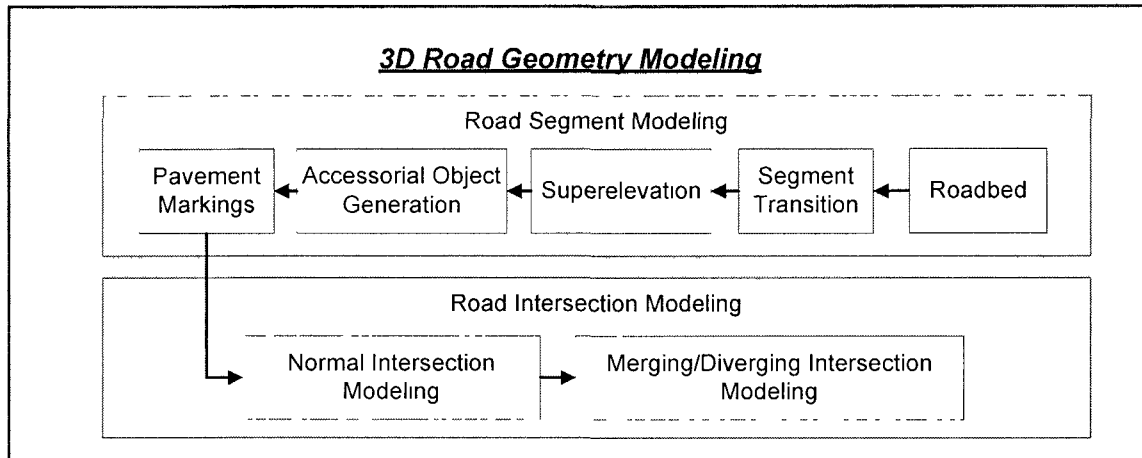 3D Road Geometry Modeling
Road Segment Modeling
Pavement
Markings
Accessorial Object
Generation
Superelevation
Segment
Transition
Roadbed
Road Intersection Modeling
Normal Intersection
Modeling
Merging/Diverging Intersection
Modeling